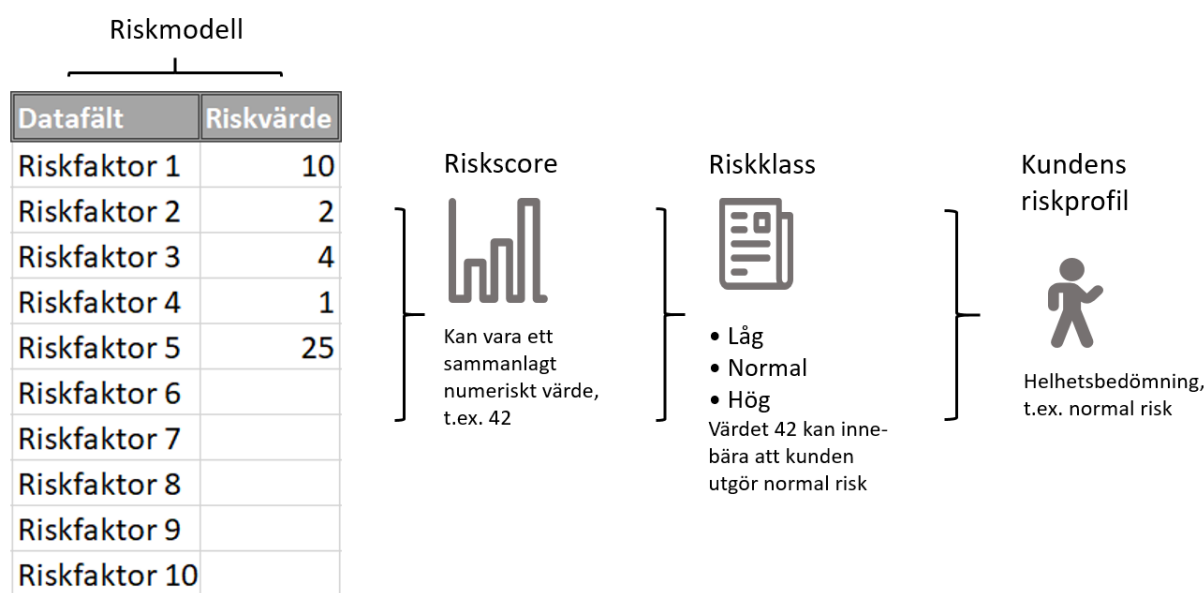 Riskmodell
Datafält Riskvärde
Riskfaktor 1 10
Riskfaktor 2 2
Riskfaktor 3 4
Riskfaktor 4 1
Riskfaktor 5 25
Riskfaktor 6
Riskfaktor 7
Riskfaktor 8
Riskfaktor 9
Riskfaktor 10
Riskscore
Kan vara ett
sammanlagt
numeriskt värde,
t.ex. 42
Riskklass
• Låg
• Normal
• Hög
Värdet 42 kan inne-
bära att kunden
utgör normal risk
Kundens
riskprofil
Helhetsbedömning,
t.ex. normal risk